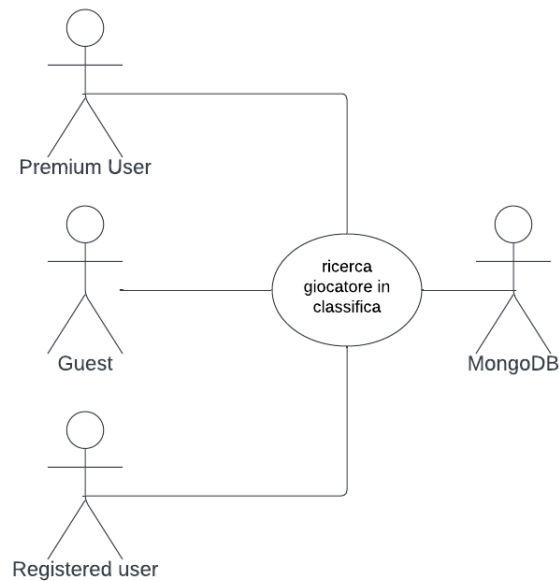 Premium User
ricerca
giocatore in
classifica
Guest
MongoDB
Registered user